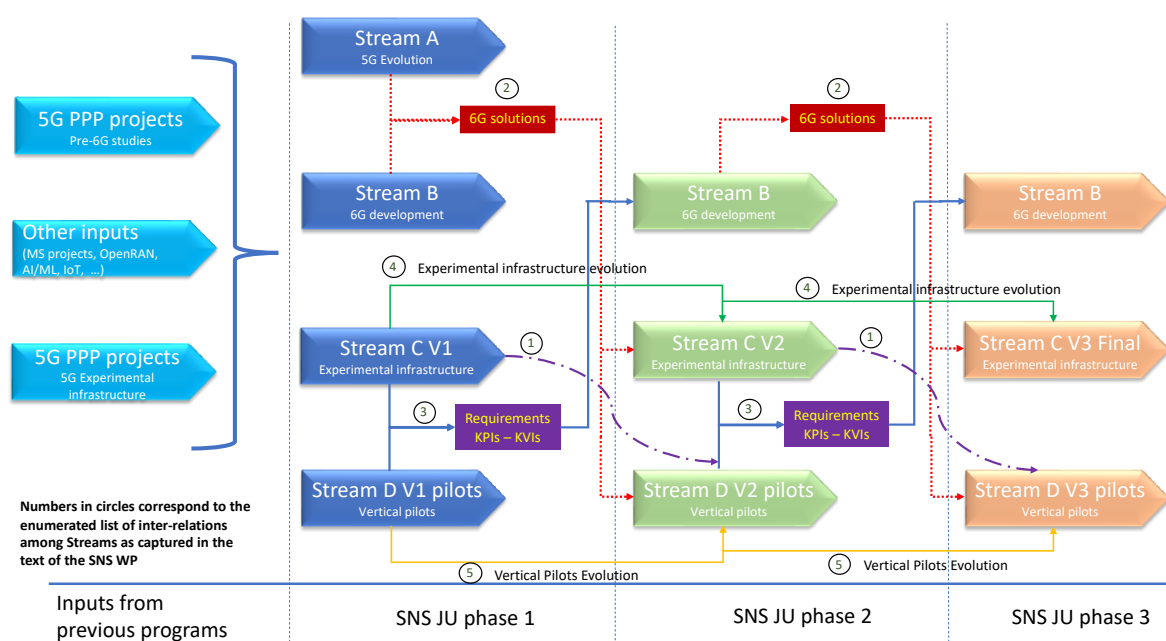 Stream A
5G Evolution
2
6G solutions
2
6G solutions
5G PPP projects
Pre-6G studies
Stream B
6G development
Stream B
6G development
Stream B
6G development
Other inputs
(MS projects, OpenRAN,
AI/ML, IoT, ...)
4 Experimental infrastructure evolution
4 Experimental infrastructure evolution
5G PPP projects
5G Experimental
infrastructure
Stream C V1
Experimental infrastructure
1
Stream C V2
Experimental infrastructure
1
Stream C V3 Final
Experimental infrastructure
3
Requirements
KPIs – KVIs
3
Requirements
KPIs – KVIs
Stream D V1 pilots
Vertical pilots
Stream D V2 pilots
Vertical pilots
Stream D V3 pilots
Vertical pilots
Numbers in circles correspond to the
enumerated list of inter-relations
among Streams as captured in the
text of the SNS WP
5 Vertical Pilots Evolution
5 Vertical Pilots Evolution
Inputs from
previous programs
SNS JU phase 1
SNS JU phase 2
SNS JU phase 3